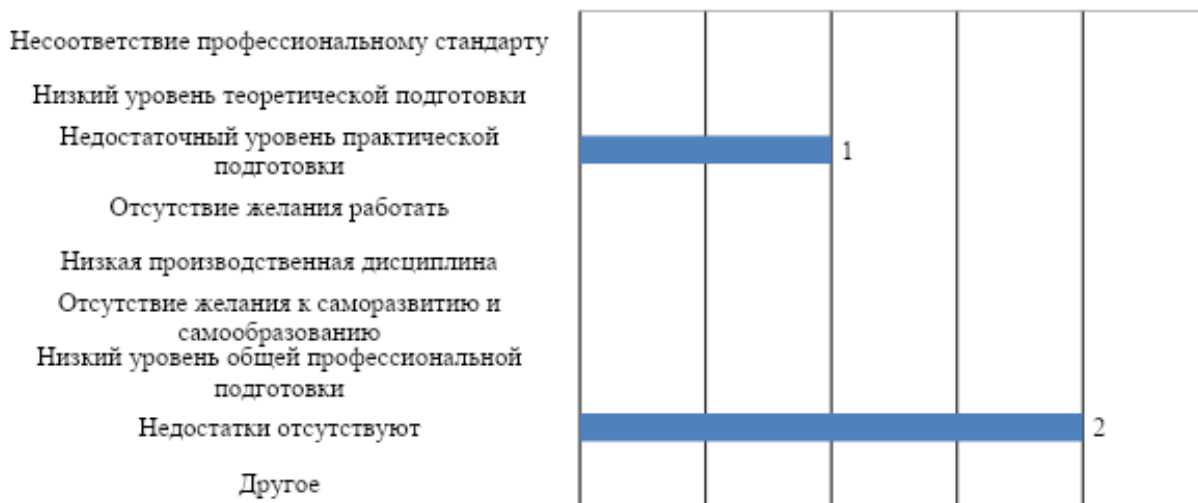 Несоответствие профессиональному стандарту
Низкий уровень теоретической подготовки
Недостаточный уровень практической
подготовки
1
Отсутствие желания работать
Низкая производственная дисциплина
Отсутствие желания к саморазвитию и
самообразованию
Низкий уровень общей профессиональной
подготовки
Недостатки отсутствуют
2
Другое